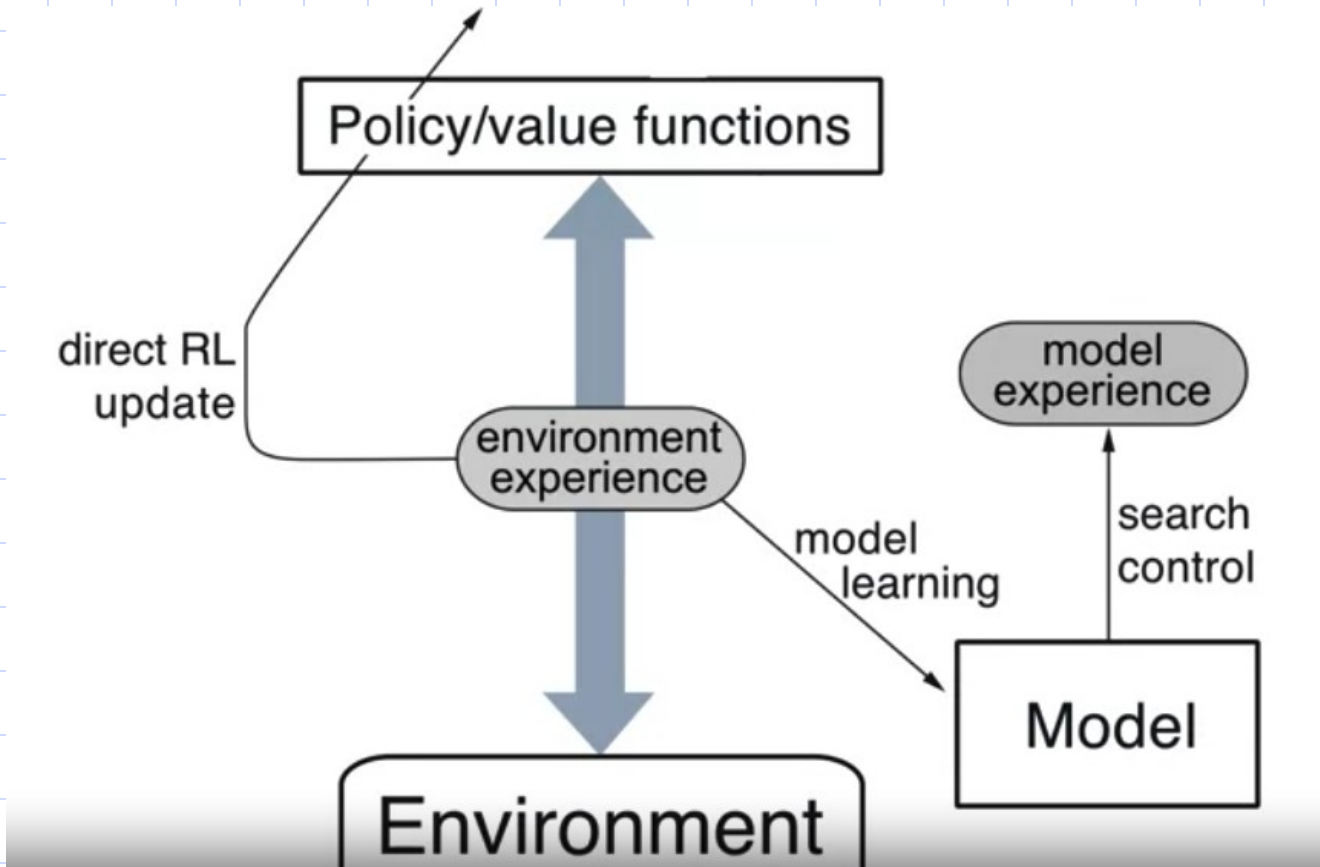 Policy/value functions
direct RL
update
environment
experience
model
experience
model
learning
search
control
Model
Environment